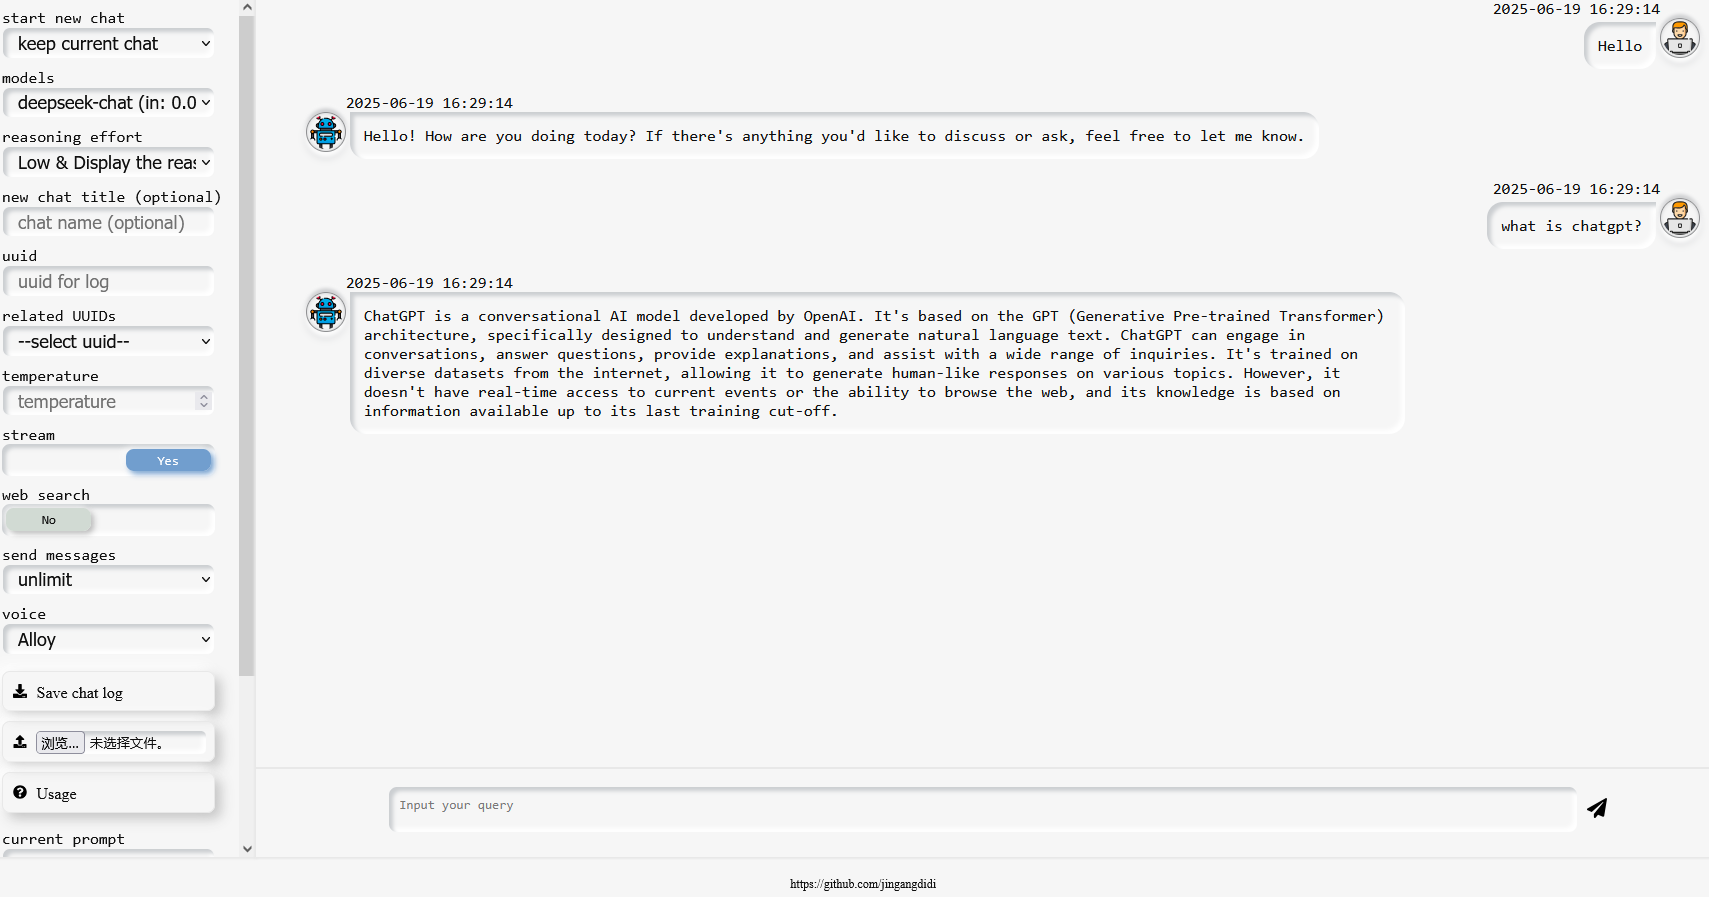 start new chat
keep current chat
models
deepseek-chat (in: 0.0
reasoning effort
Low & Display the reas
new chat title (optional)
chat name (optional)
uuid
uuid for log
related UUIDs
--select uuid--
temperature
temperature
stream
Yes
web search
No
send messages
unlimit
voice
Alloy
Save chat log
浏览... 未选择文件。
Usage
current prompt
2025-06-19 16:29:14
Hello
2025-06-19 16:29:14
Hello! How are you doing today? If there's anything you'd like to discuss or ask, feel free to let me know.
2025-06-19 16:29:14
what is chatgpt?
2025-06-19 16:29:14
ChatGPT is a conversational AI model developed by OpenAI. It's based on the GPT (Generative Pre-trained Transformer)
architecture, specifically designed to understand and generate natural language text. ChatGPT can engage in
conversations, answer questions, provide explanations, and assist with a wide range of inquiries. It's trained on
diverse datasets from the internet, allowing it to generate human-like responses on various topics. However, it
doesn't have real-time access to current events or the ability to browse the web, and its knowledge is based on
information available up to its last training cut-off.
Input your query
https://github.com/jingangdidi